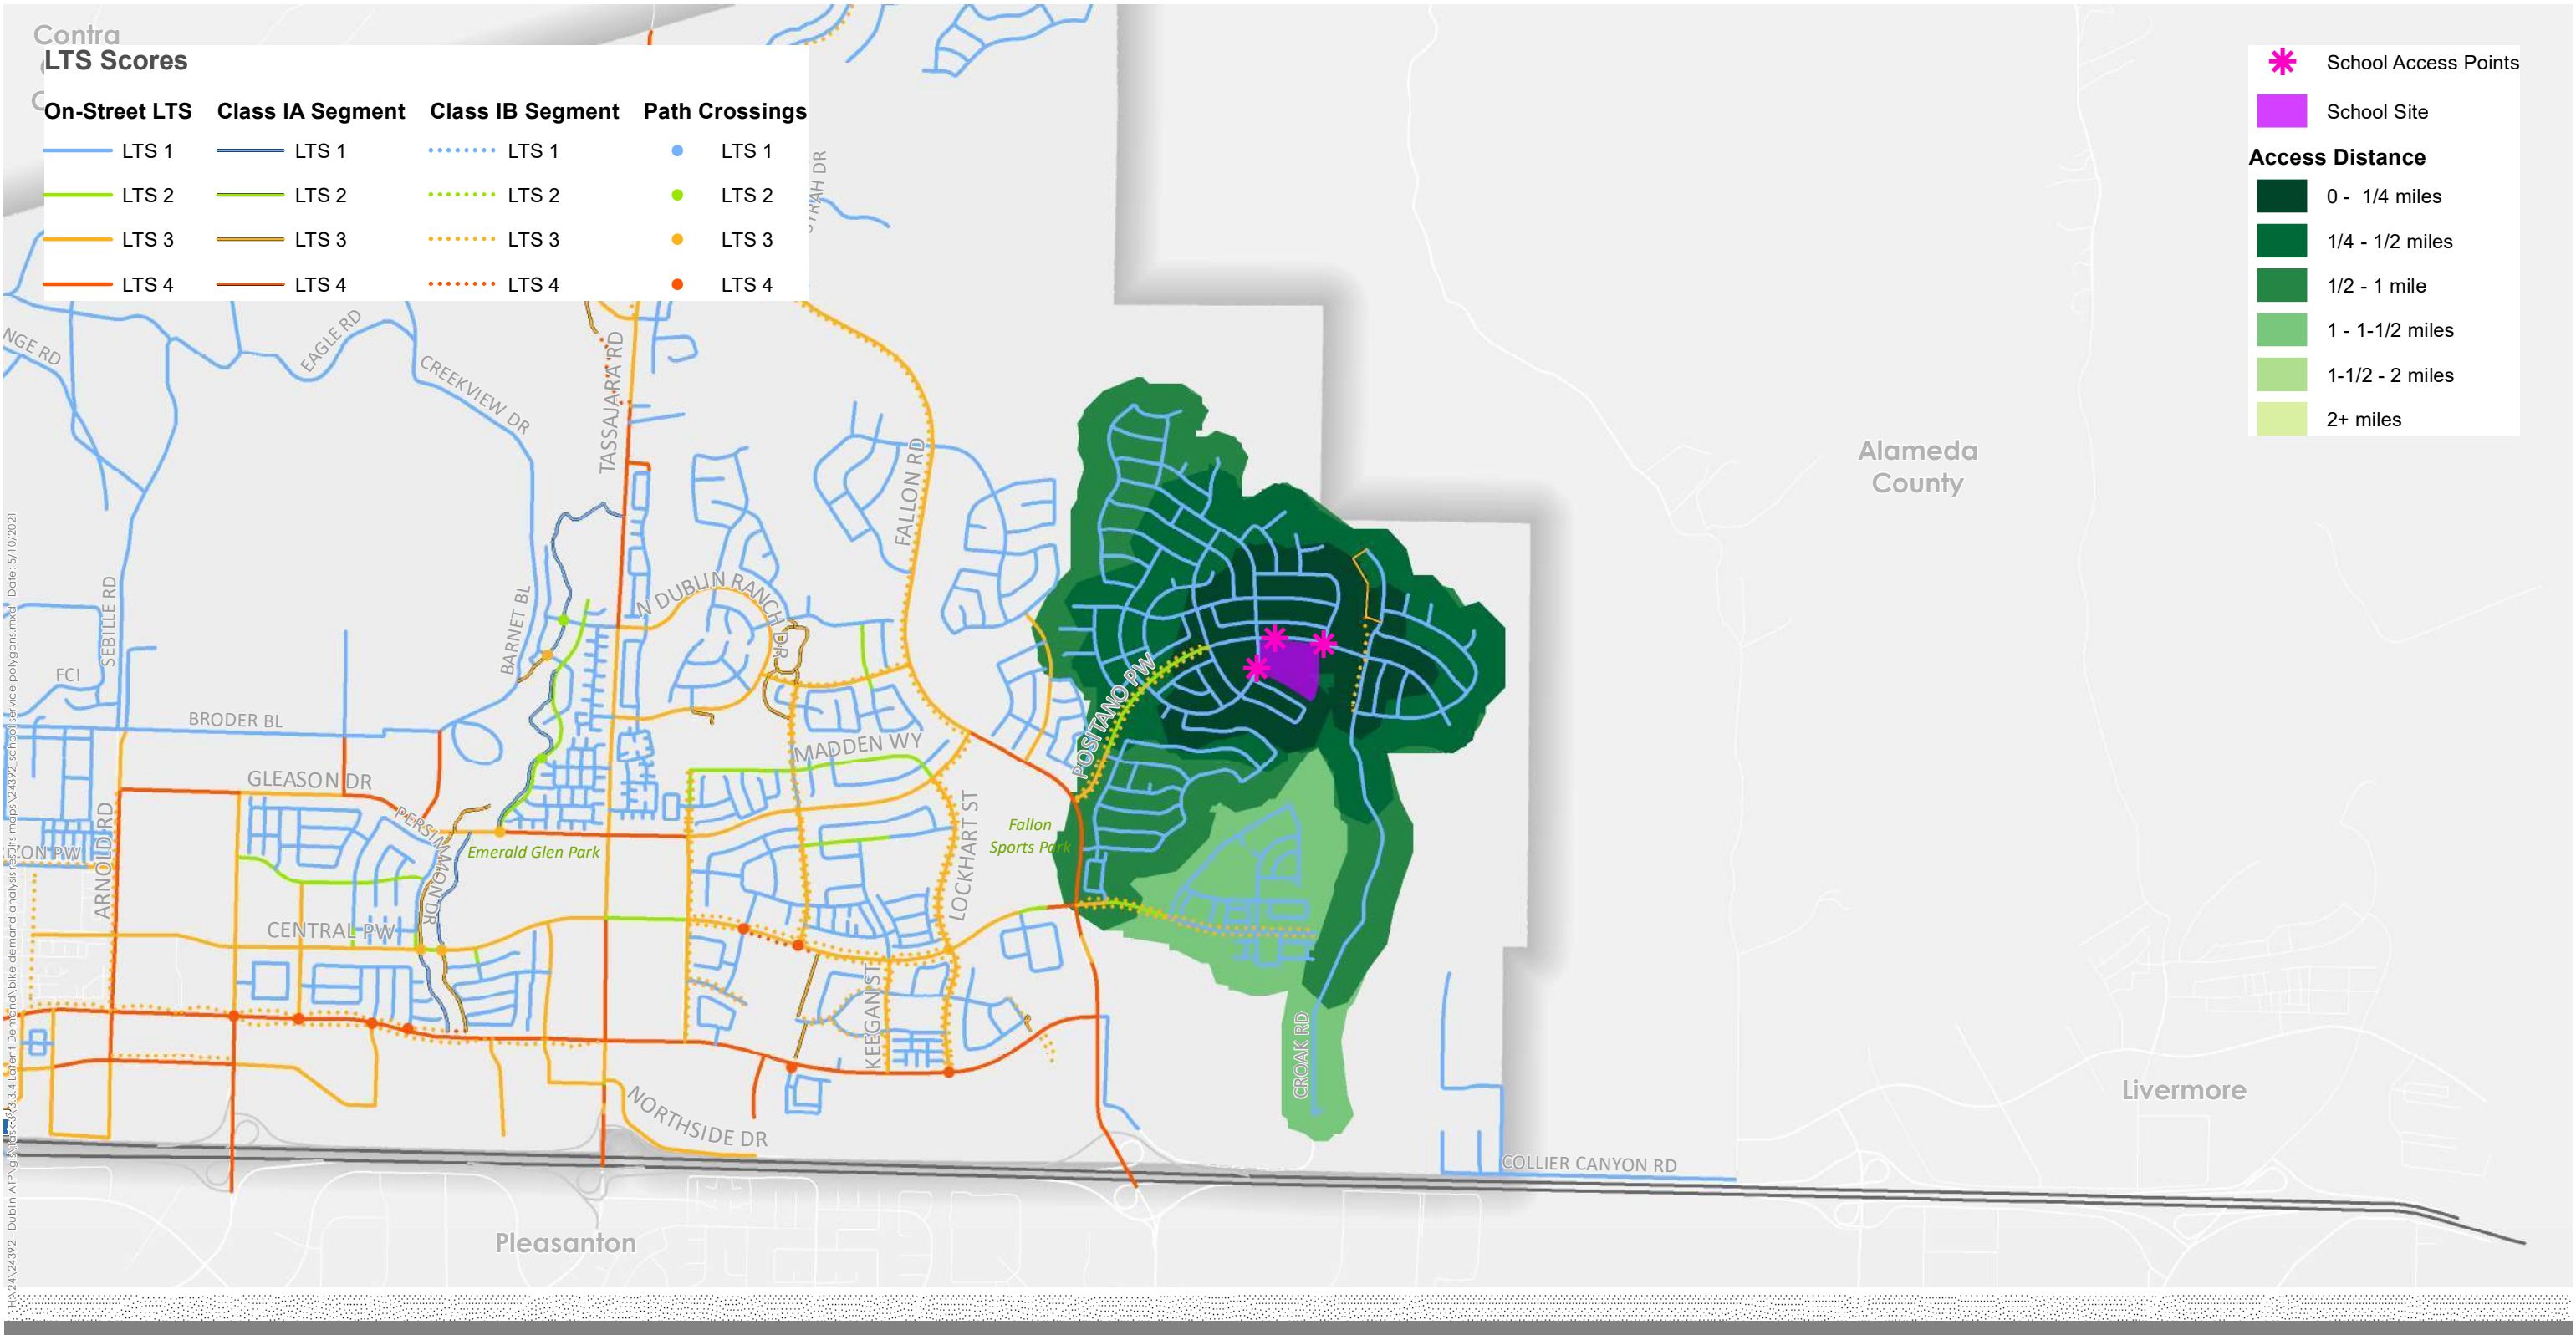 Contra
LTS Scores
On-Street LTS Class IA Segment Class IB Segment Path Crossings
LTS 1 LTS 1 LTS 1 LTS 1
LTS 2 LTS 2 LTS 2 LTS 2
LTS 3 LTS 3 LTS 3 LTS 3
LTS 4 LTS 4 LTS 4 LTS 4
School Access Points
School Site
Access Distance
0 - 1/4 miles
1/4 - 1/2 miles
1/2 - 1 mile
1 - 1-1/2 miles
1-1/2 - 2 miles
2+ miles
NGE RD
EAGLE RD
CREEKVIEW DR
TASSAJARA RD
FALLON RD
Alameda
County
SEBILLE RD
BARNET BL
N DUBLIN RANCH DR
FCI
BRODER BL
POSITANO PW
MADDEN WY
GLEASON DR
ARNOLD RD
ON PW
Emerald Glen Park
LOCKHART ST
Fallon
Sports Park
CENTRAL PW
KEEGAN ST
CROAK RD
NORTHSIDE DR
COLLIER CANYON RD
Livermore
Pleasanton